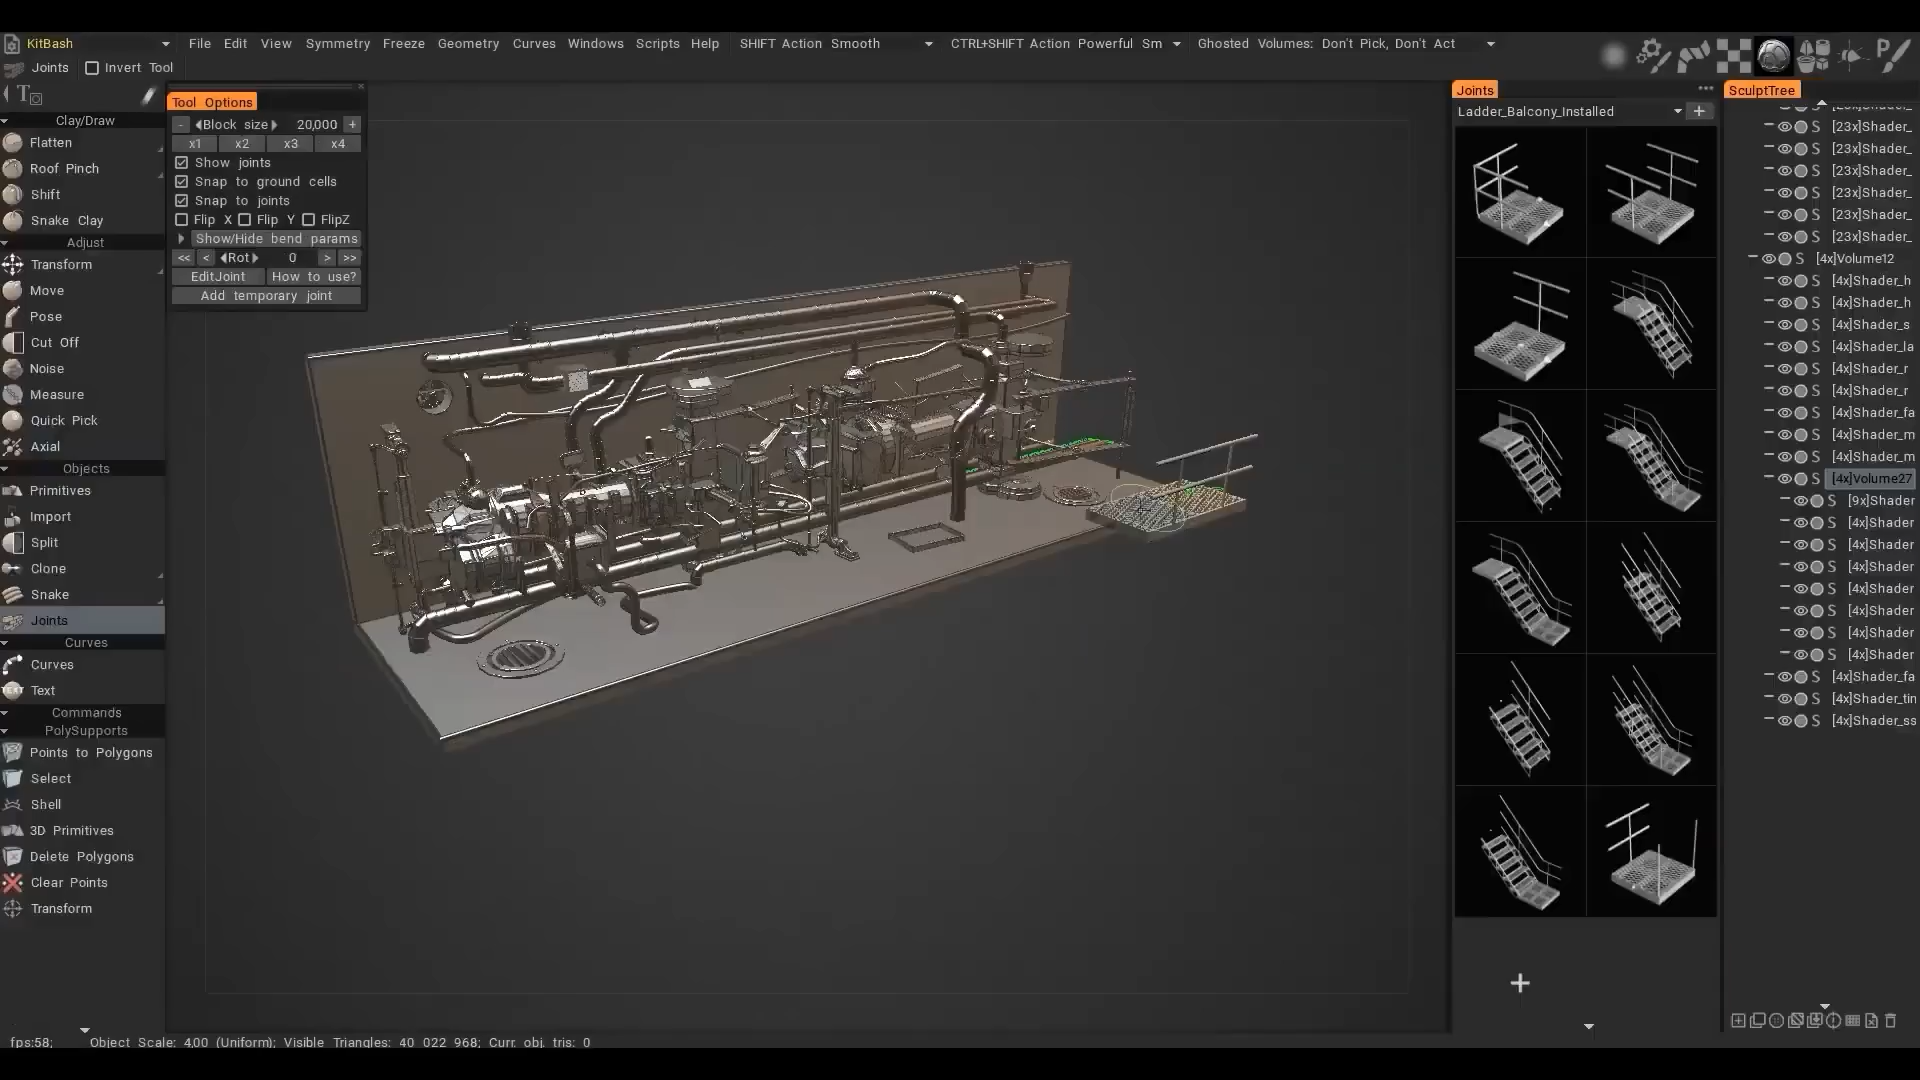 KitBash File Edit View Symmetry Freeze Geometry Curves Windows Scripts Help SHIFT Action Smooth CTRL+SHIFT Action Powerful Sm Ghosted Volumes: Don't Pick, Don't Act
Joints Invert Tool
Clay/Draw
Flatten
Roof Pinch
Shift
Snake Clay
Adjust
Transform
Move
Pose
Cut Off
Noise
Measure
Quick Pick
Axial
Objects
Primitives
Import
Split
Clone
Snake
Joints
Curves
Curves
Text
Commands
PolySupports
Points to Polygons
Select
Shell
3D Primitives
Delete Polygons
Clear Points
Transform
Tool Options
- Block size 20,000 +
x1 x2 x3 x4
Show joints
Snap to ground cells
Snap to joints
Flip X Flip Y FlipZ
Show/Hide bend params
<< < Rot 0 > >>
EditJoint How to use?
Add temporary joint
Joints
Ladder_Balcony_Installed +
SculptTree
S [23x]Shader_
S [23x]Shader_
S [23x]Shader_
S [23x]Shader_
S [23x]Shader_
S [23x]Shader_
S [4x]Volume12
S [4x]Shader_h
S [4x]Shader_h
S [4x]Shader_s
S [4x]Shader_la
S [4x]Shader_r
S [4x]Shader_r
S [4x]Shader_fa
S [4x]Shader_m
S [4x]Shader_m
S [4x]Volume27
S [9x]Shader
S [4x]Shader
S [4x]Shader
S [4x]Shader
S [4x]Shader
S [4x]Shader
S [4x]Shader
S [4x]Shader
S [4x]Shader_fa
S [4x]Shader_tin
S [4x]Shader_ss
fps:58; Object Scale: 4,00 (Uniform); Visible Triangles: 40 022 968; Curr. obj. tris: 0